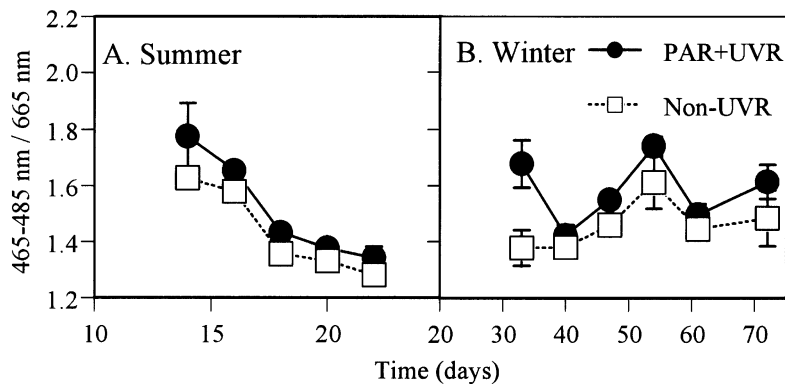 2.2
2.0
1.8
1.6
1.4
1.2
465-485 nm / 665 nm
A. Summer
B. Winter
PAR+UVR
Non-UVR
10 15 20 20 30 40 50 60 70
Time (days)